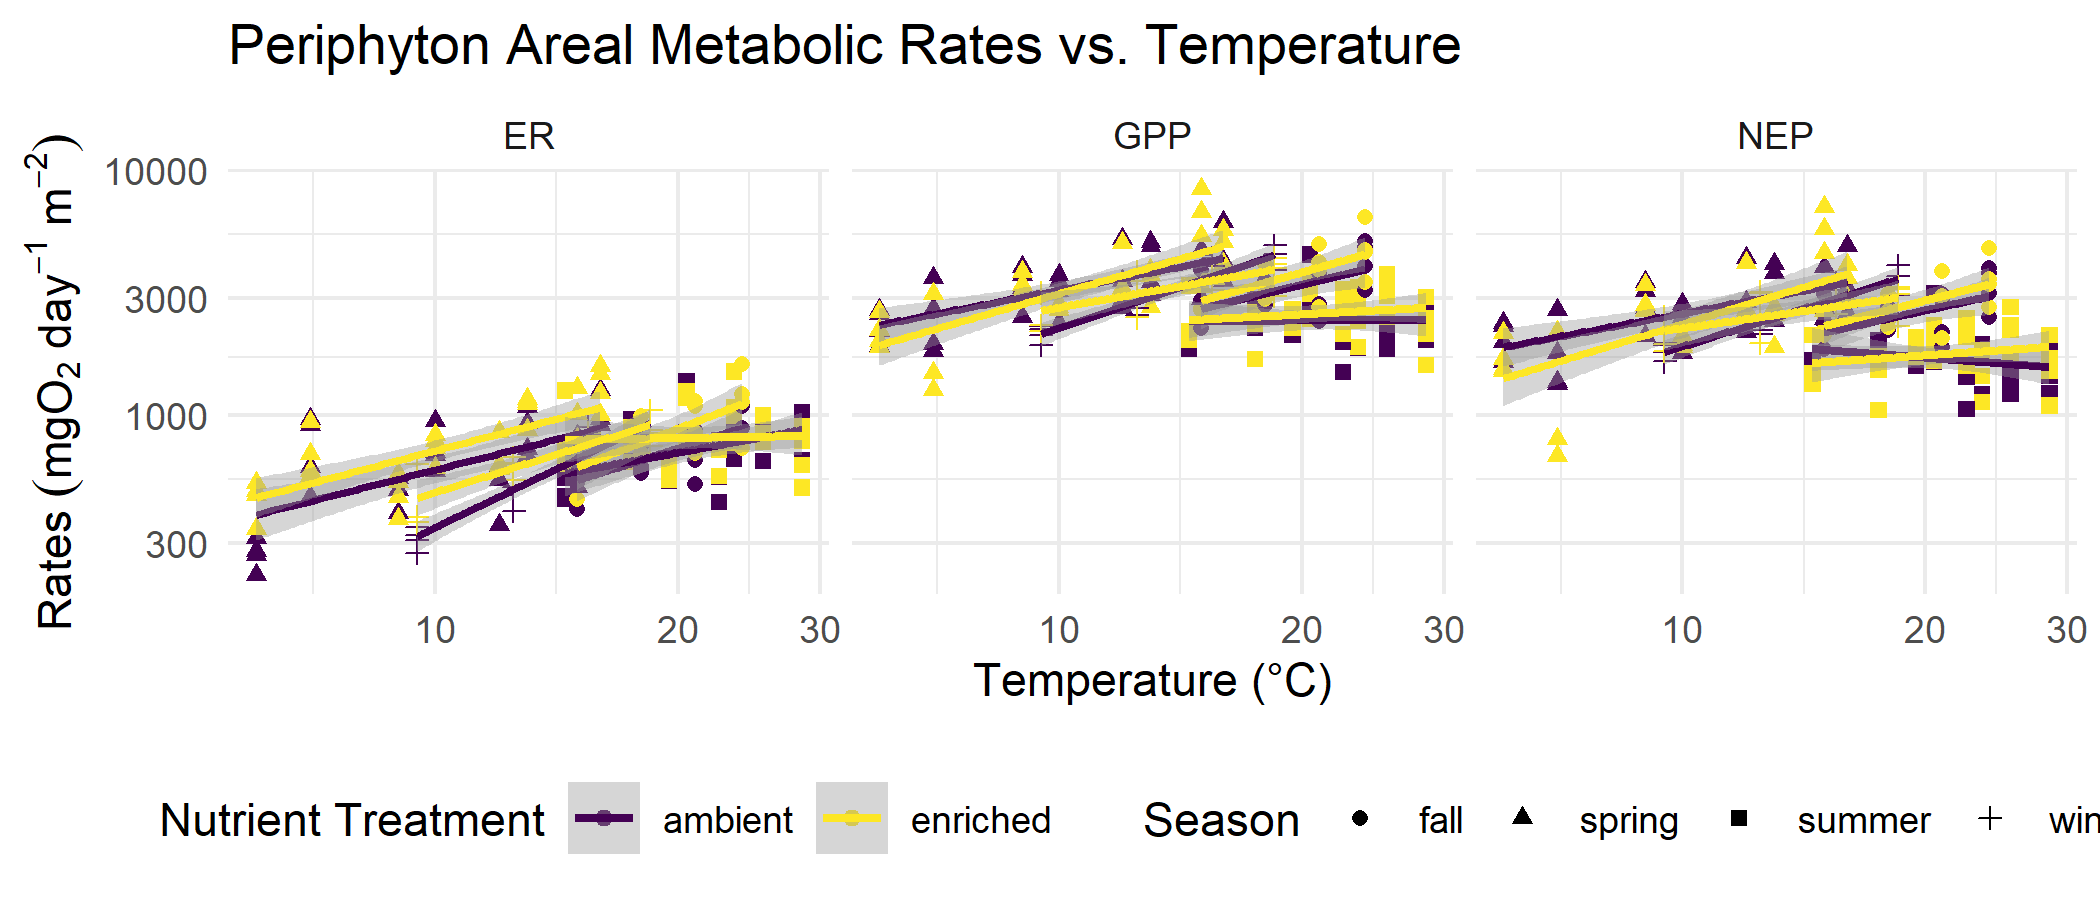 Periphyton Areal Metabolic Rates vs. Temperature
ER GPP NEP
Rates (mgO₂ day⁻¹ m⁻²)
10000
3000
1000
300
10 20 30 10 20 30 10 20 30
Temperature (°C)
Nutrient Treatment ambient enriched Season fall spring summer win